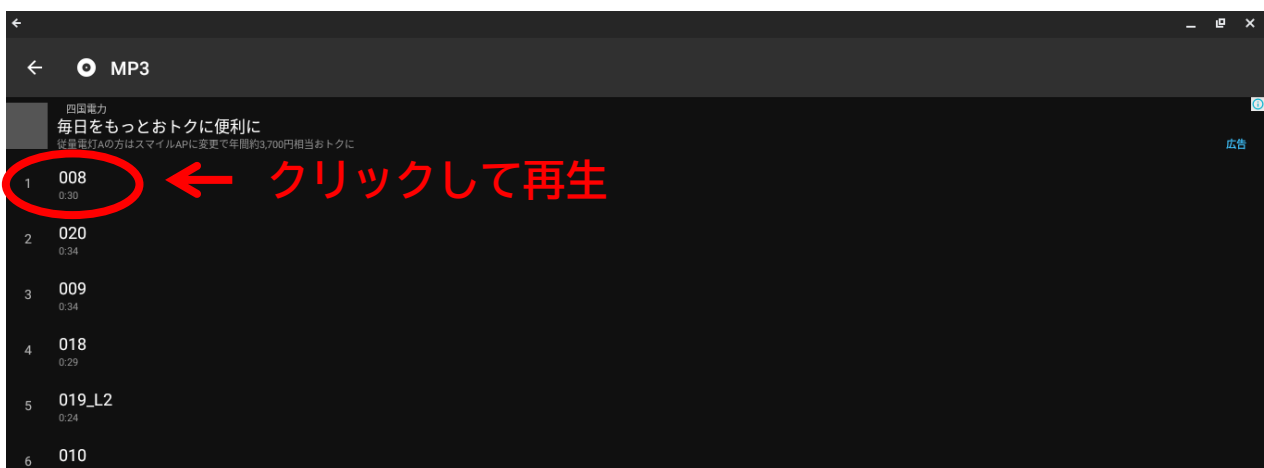 MP3
四国電力
毎日をもっとおトクに便利に
従量電灯Aの方はスマイルAPに変更で年間約3,700円相当おトクに
広告
1 008
0:30
クリックして再生
2 020
0:34
3 009
0:34
4 018
0:29
5 019_L2
0:24
6 010